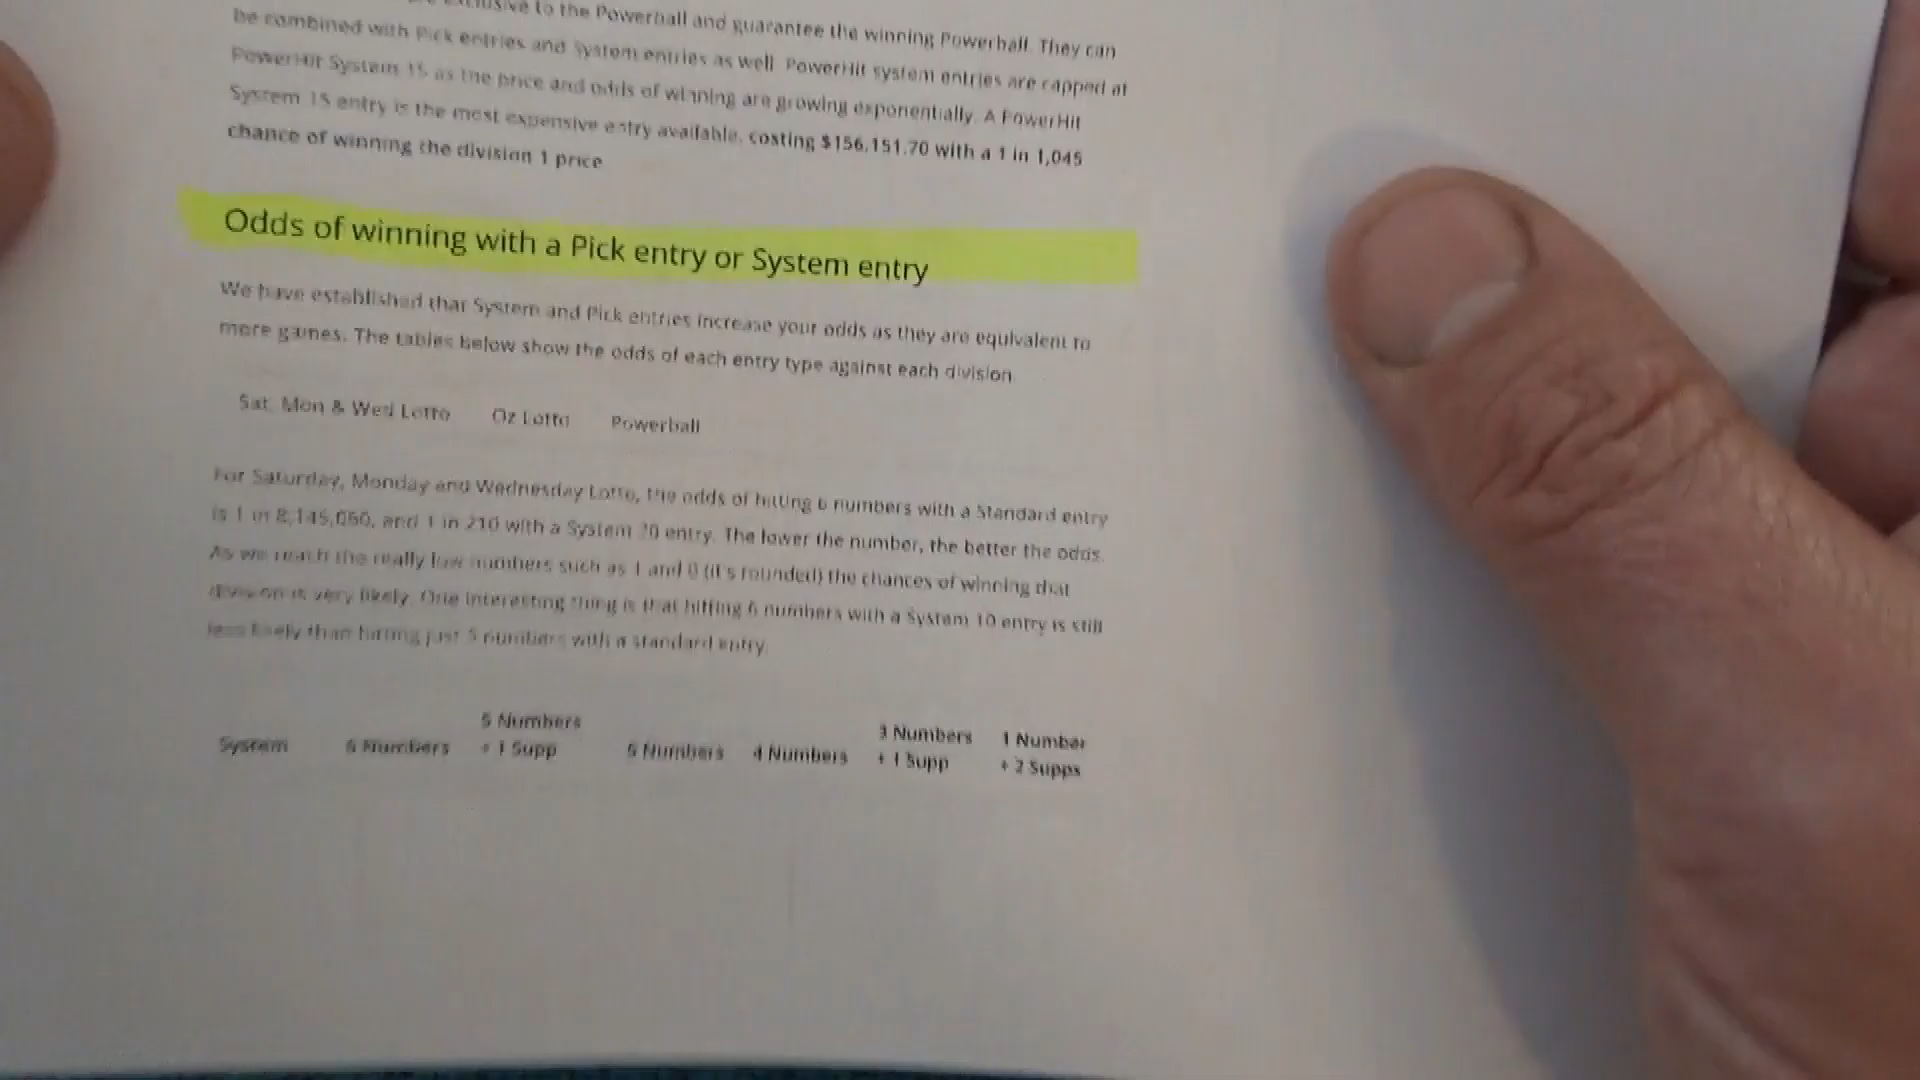 exclusive to the Powerball and guarantee the winning Powerball. They can
be combined with Pick entries and System entries as well. PowerHit system entries are capped at
PowerHit System 15 as the price and odds of winning are growing exponentially. A PowerHit
System 15 entry is the most expensive entry available, costing $156,151.70 with a 1 in 1,045
chance of winning the division 1 price
Odds of winning with a Pick entry or System entry
We have established that System and Pick entries increase your odds as they are equivalent to
more games. The tables below show the odds of each entry type against each division.
Sat, Mon & Wed Lotto Oz Lotto Powerball
For Saturday, Monday and Wednesday Lotto, the odds of hitting 6 numbers with a Standard entry
is 1 in 8,145,060, and 1 in 210 with a System 20 entry. The lower the number, the better the odds.
As we reach the really low numbers such as 1 and 0 (it's rounded) the chances of winning that
division is very likely. One interesting thing is that hitting 6 numbers with a System 10 entry is still
less likely than hitting just 5 numbers with a standard entry.
5 Numbers 3 Numbers 1 Number
System 6 Numbers + 1 Supp 5 Numbers 4 Numbers + 1 Supp + 2 Supps